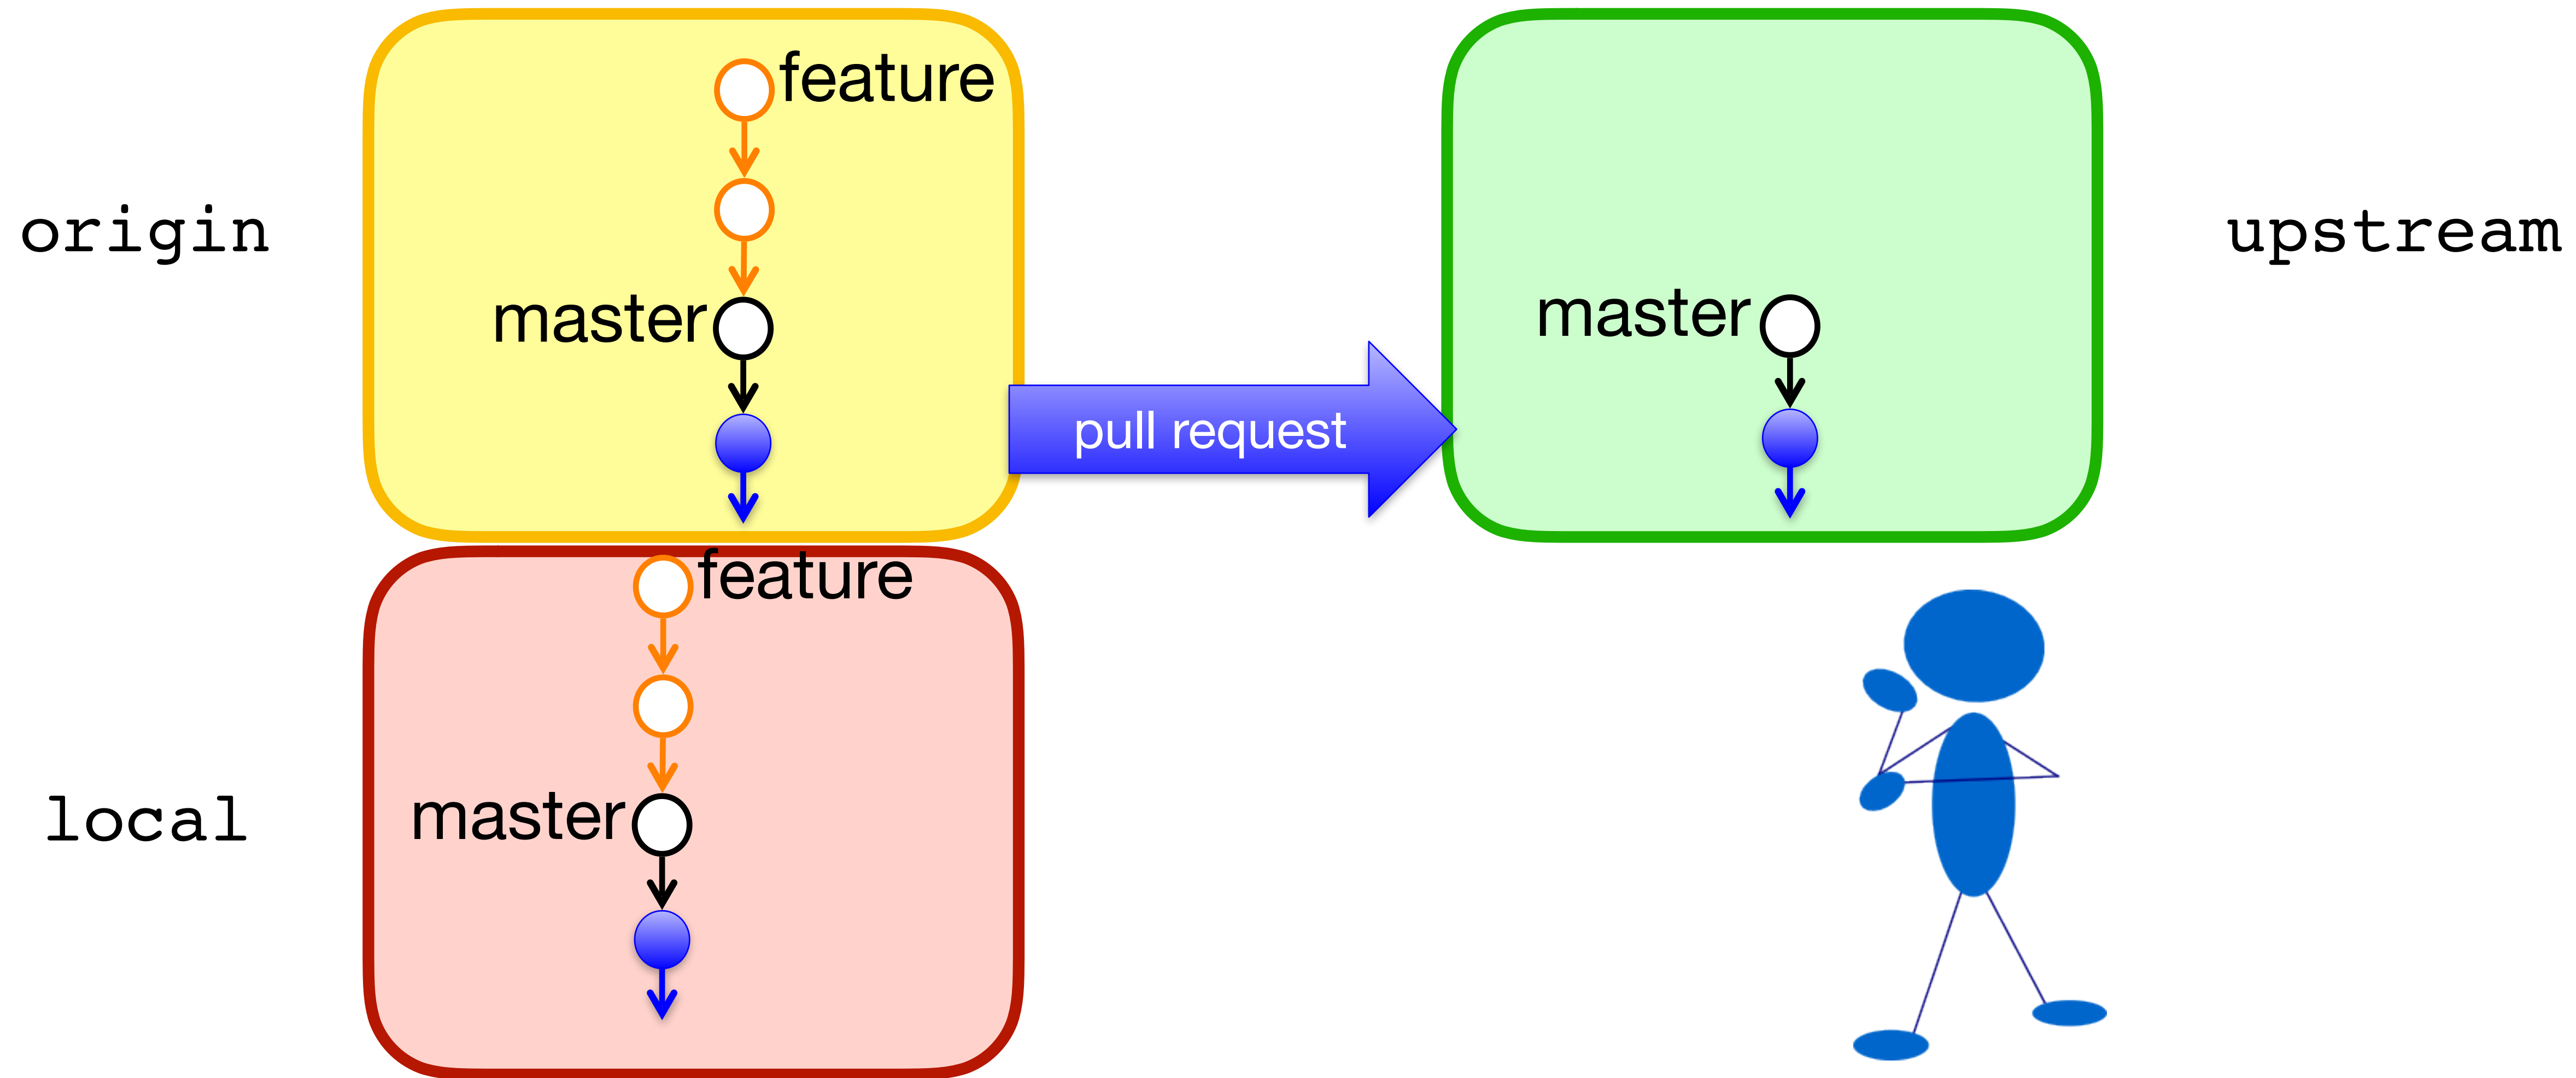 feature
origin
upstream
master
master
pull request
feature
local
master